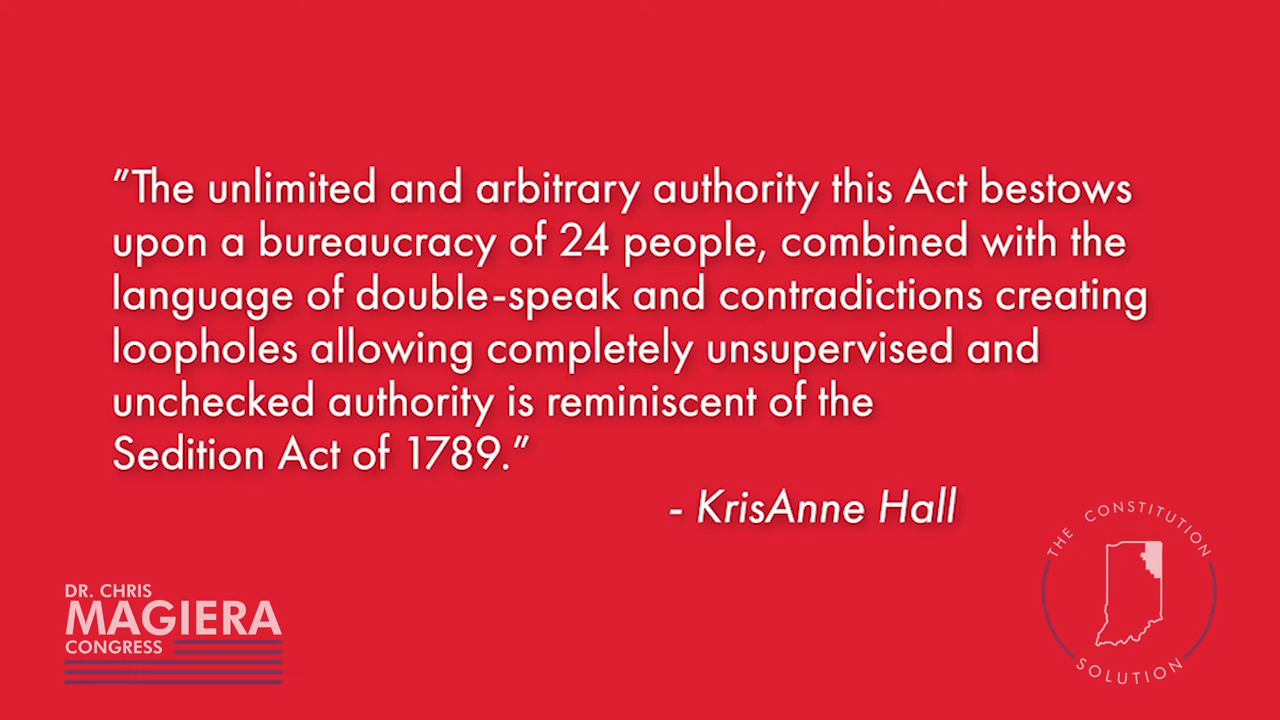 "The unlimited and arbitrary authority this Act bestows
upon a bureaucracy of 24 people, combined with the
language of double-speak and contradictions creating
loopholes allowing completely unsupervised and
unchecked authority is reminiscent of the
Sedition Act of 1789."
- KrisAnne Hall
THE CONSTITUTION
SOLUTION
DR. CHRIS
MAGIERA
CONGRESS